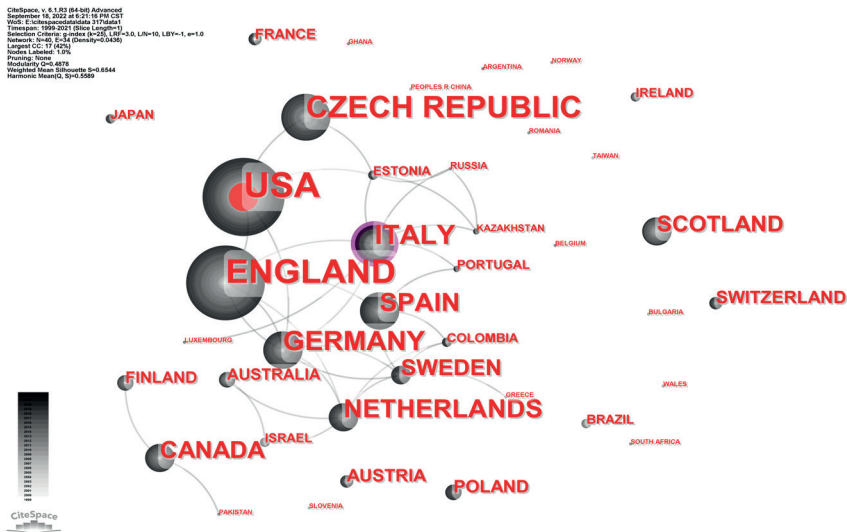 CiteSpace, v. 6.1.R3 (64-bit) Advanced
September 18, 2022 at 6:21:16 PM CST
WoS: E:\citespacedata\data 317\data1
Timespan: 1999-2021 (Slice Length=1)
Selection Criteria: g-index (k=25), LRF=3.0, L/N=10, LBY=-1, e=1.0
Network: N=40, E=34 (Density=0.0436)
Largest CC: 17 (42%)
Nodes Labeled: 1.0%
Pruning: None
Modularity Q=0.4878
Weighted Mean Silhouette S=0.6544
Harmonic Mean(Q, S)=0.5589
FRANCE
GHANA
NORWAY
ARGENTINA
PEOPLES R CHINA
IRELAND
CZECH REPUBLIC
JAPAN
ROMANIA
TAIWAN
RUSSIA
ESTONIA
USA
SCOTLAND
KAZAKHSTAN
ITALY
BELGIUM
PORTUGAL
ENGLAND
SWITZERLAND
SPAIN
BULGARIA
LUXEMBOURG
COLOMBIA
GERMANY
SWEDEN
AUSTRALIA
FINLAND
WALES
GREECE
NETHERLANDS
BRAZIL
ISRAEL
SOUTH AFRICA
CANADA
AUSTRIA
POLAND
SLOVENIA
PAKISTAN
CiteSpace